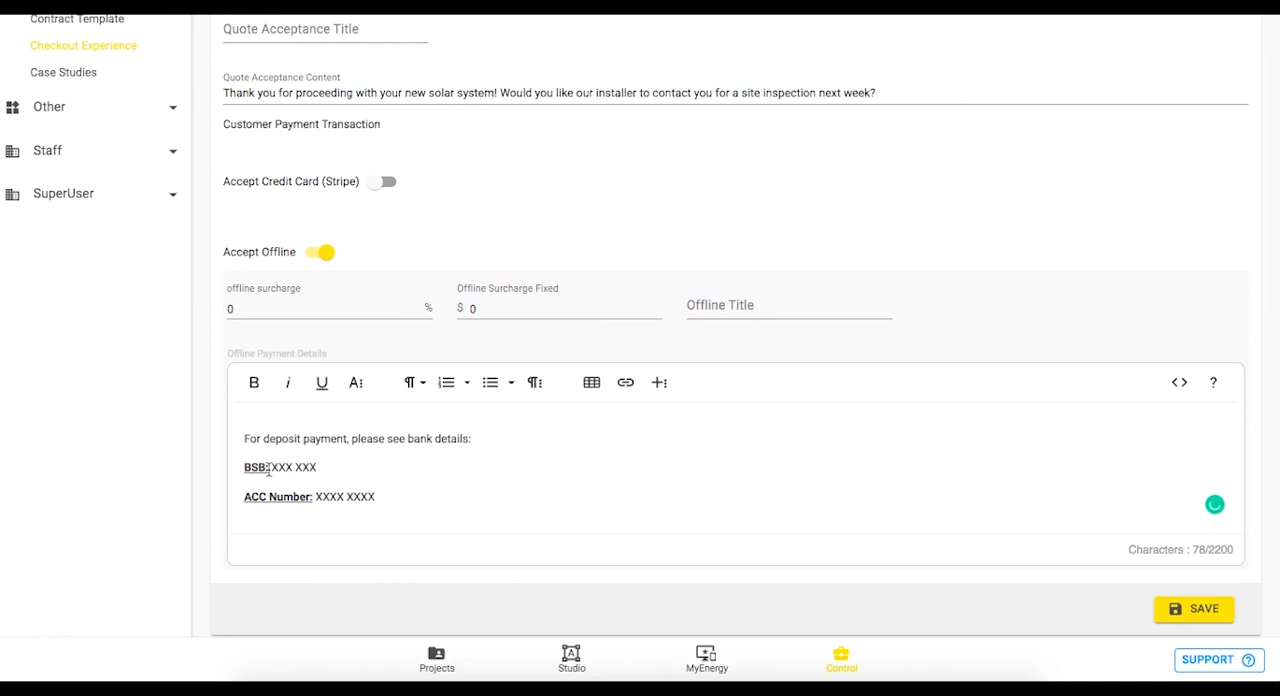 Contract Template
Checkout Experience
Case Studies
Other
Staff
SuperUser
Quote Acceptance Title
Quote Acceptance Content
Thank you for proceeding with your new solar system! Would you like our installer to contact you for a site inspection next week?
Customer Payment Transaction
Accept Credit Card (Stripe)
Accept Offline
offline surcharge
0 %
Offline Surcharge Fixed
$ 0
Offline Title
Offline Payment Details
B i U A
For deposit payment, please see bank details:
BSB: XXX XXX
ACC Number: XXXX XXXX
Characters : 78/2200
SAVE
Projects
Studio
MyEnergy
Control
SUPPORT ?